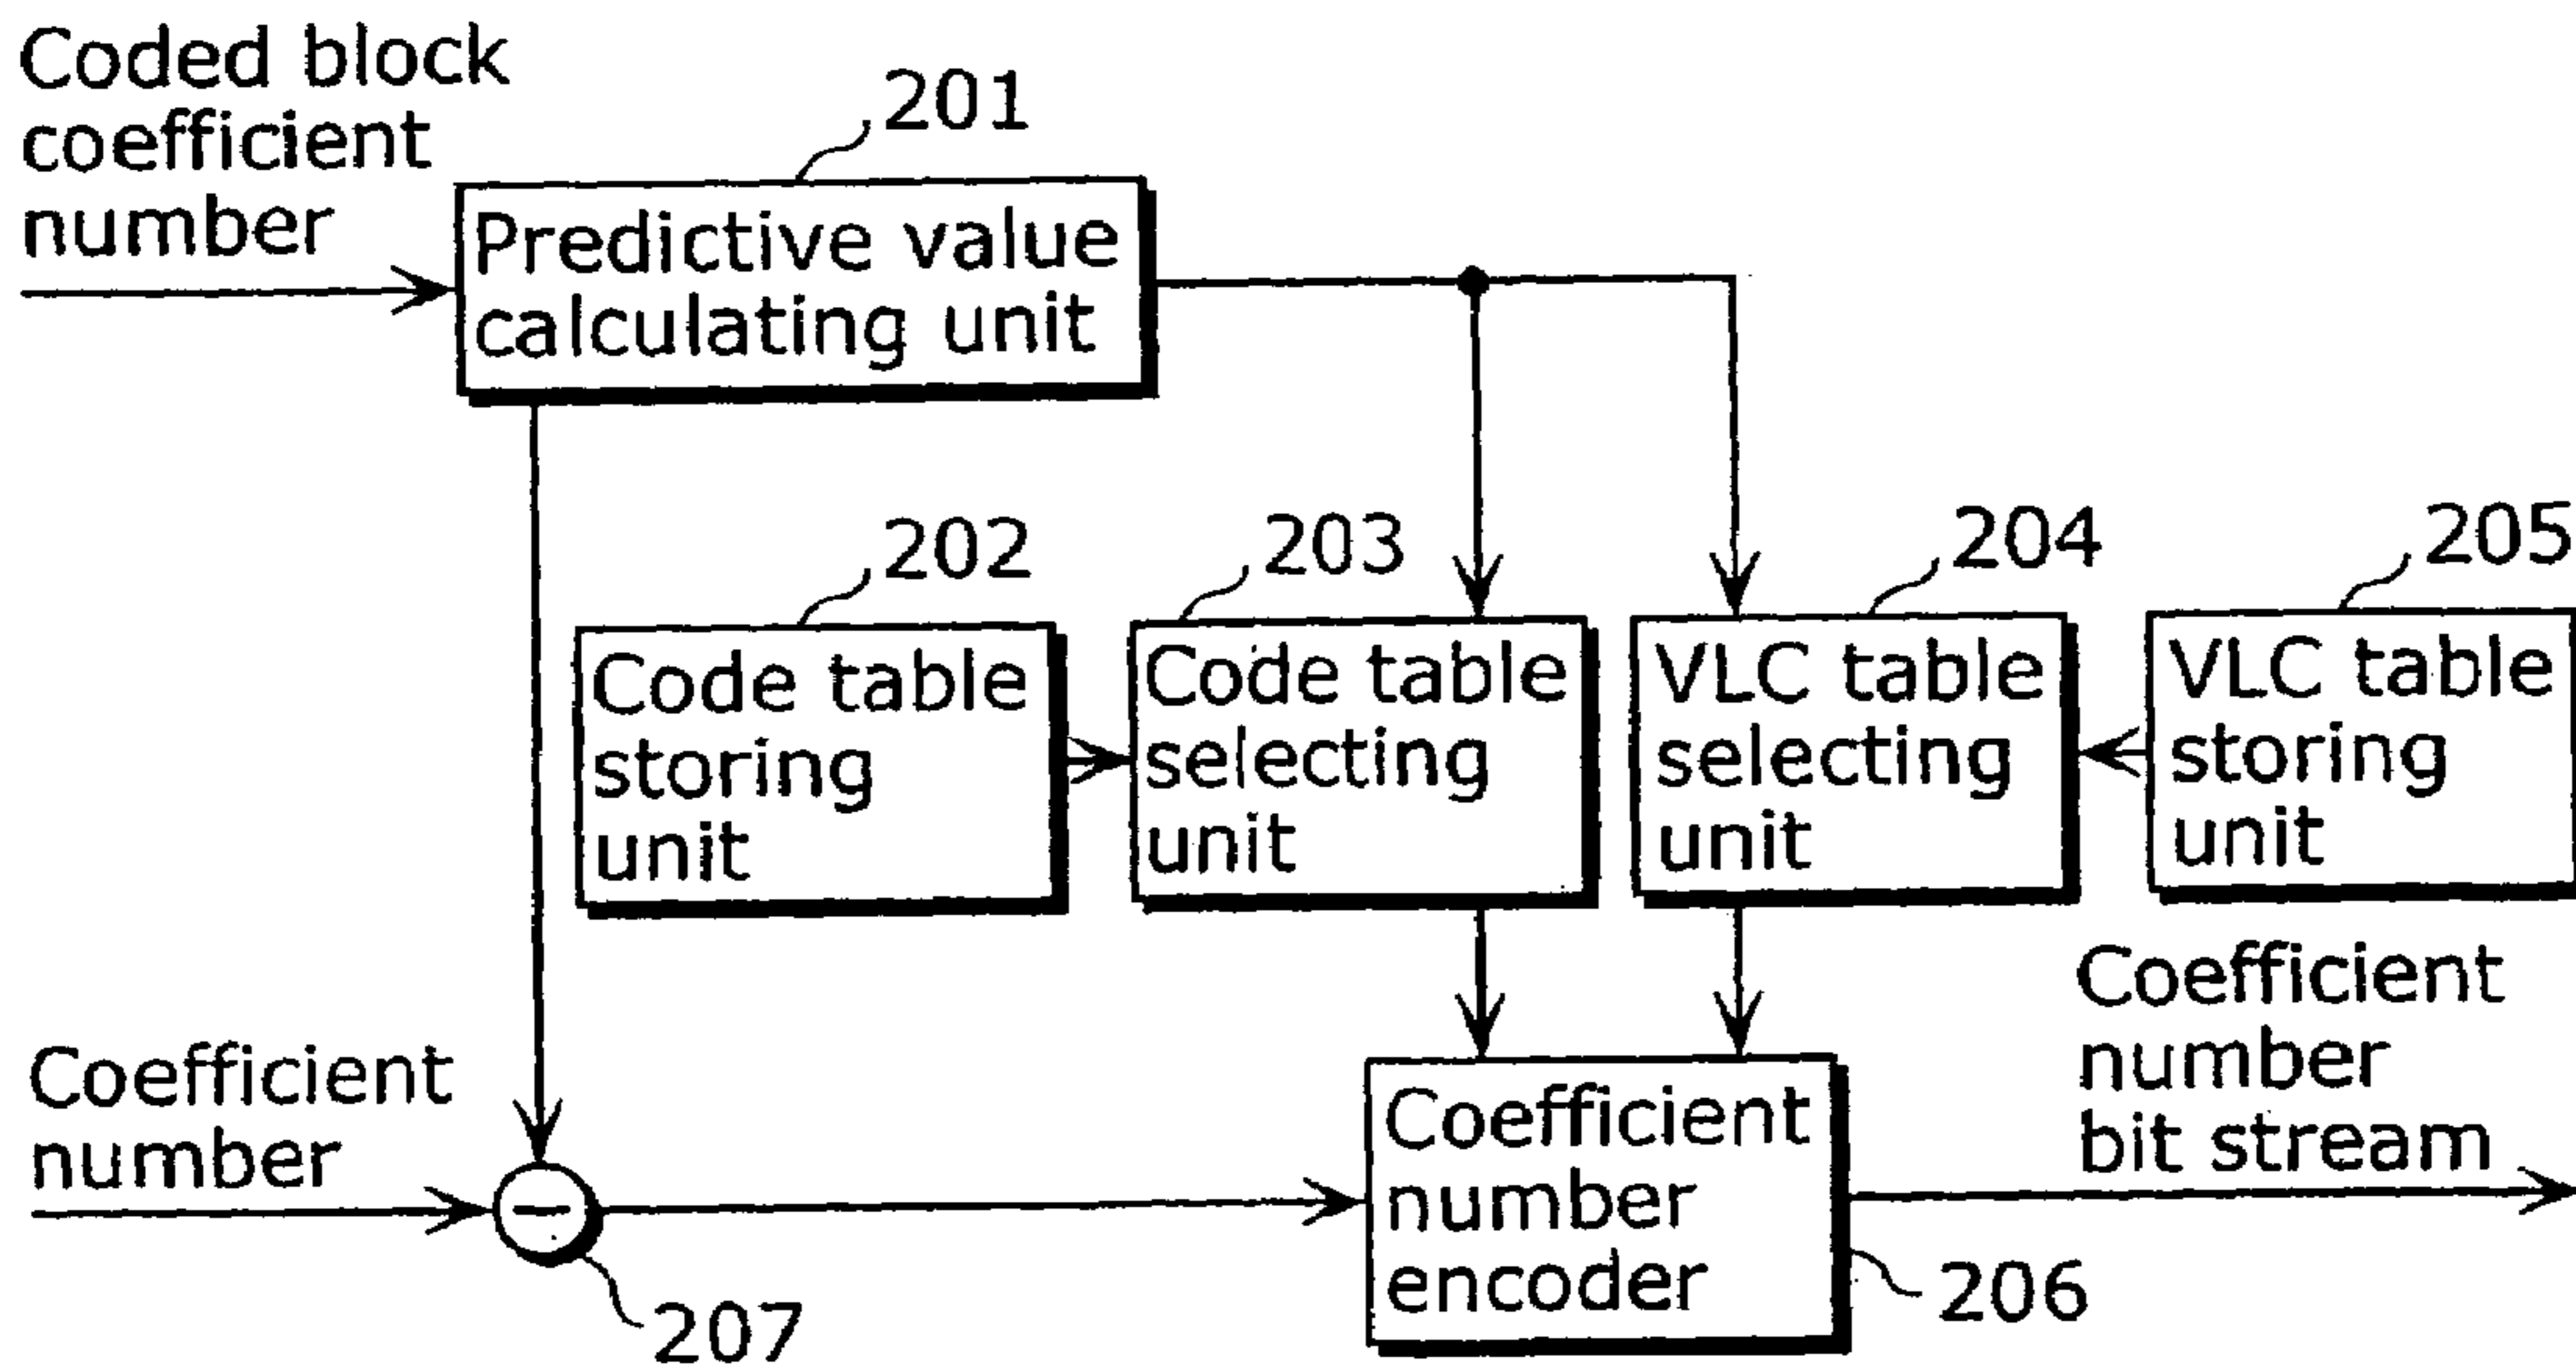 Coded block
coefficient
number
201
Predictive value
calculating unit
202
203
204
205
Code table
storing
unit
Code table
selecting
unit
VLC table
selecting
unit
VLC table
storing
unit
Coefficient
number
Coefficient
number
encoder
Coefficient
number
bit stream
206
207